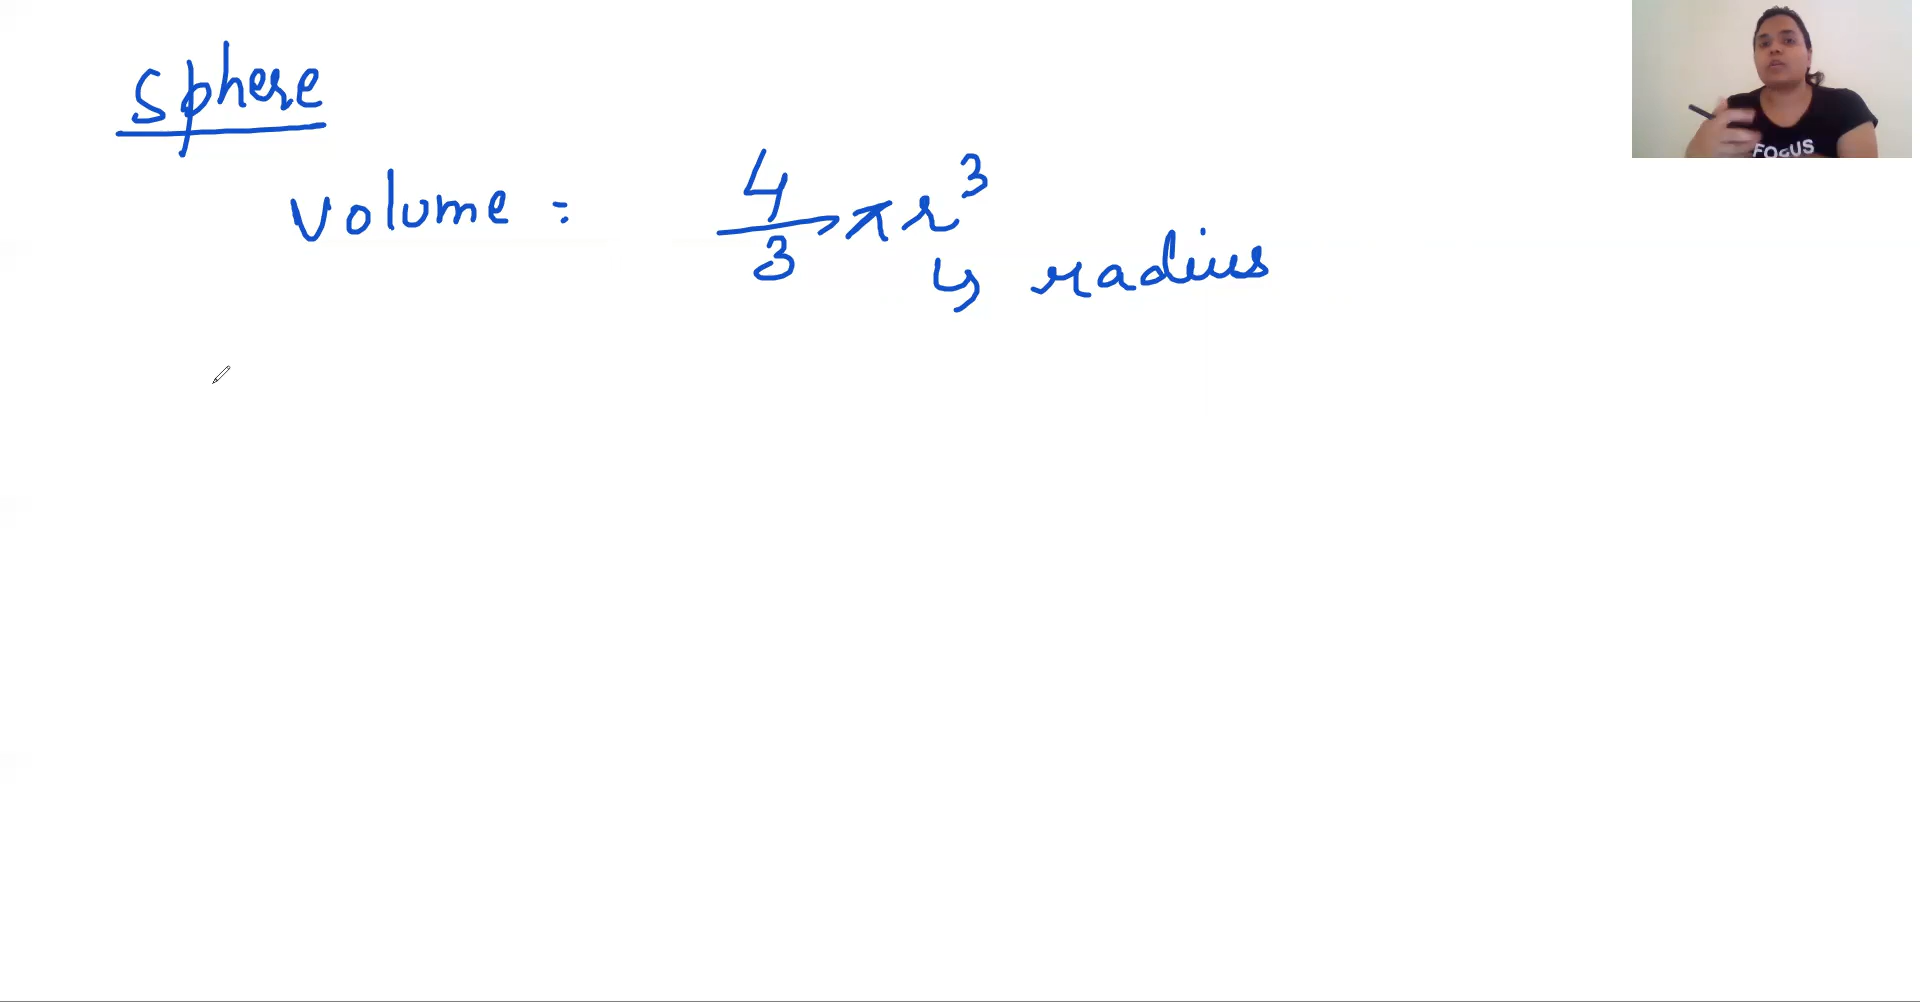 Sphere
Volume = 4/3 πr³
↳ radius
FOCUS